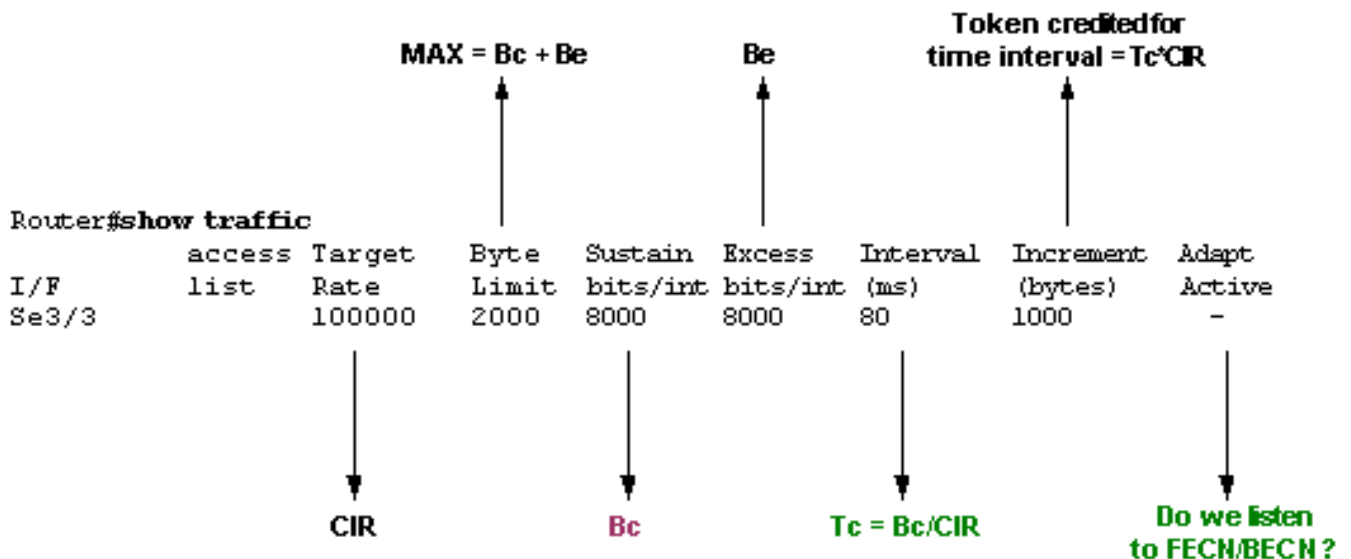 Token credited for
MAX = Bc + Be Be time interval = Tc*CIR
Router#show traffic
access Target Byte Sustain Excess Interval Increment Adapt
I/F list Rate Limit bits/int bits/int (ms) (bytes) Active
Se3/3 100000 2000 8000 8000 80 1000 -
CIR Bc Tc = Bc/CIR Do we listen
to FECN/BECN ?